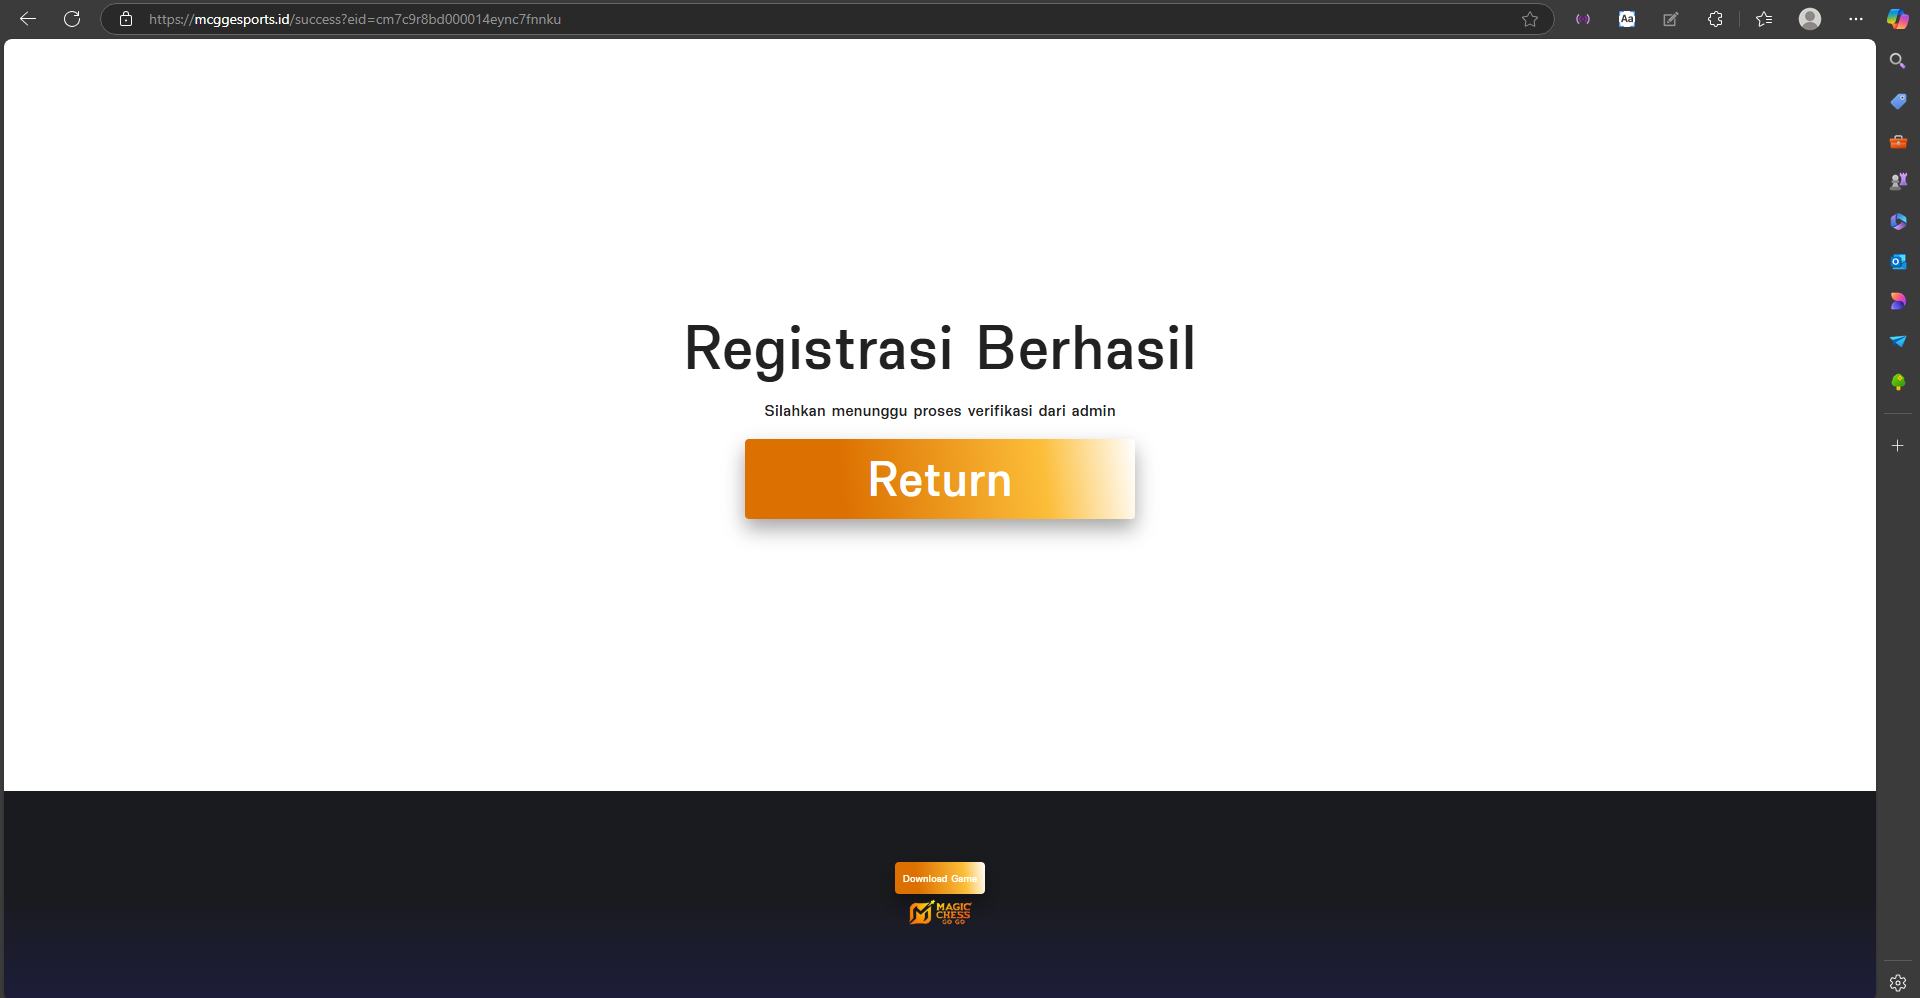 https://mcggesports.id/success?eid=cm7c9r8bd000014eync7fnnku
Registrasi Berhasil
Silahkan menunggu proses verifikasi dari admin
Return
Download Game
MAGIC
CHESS
GO GO